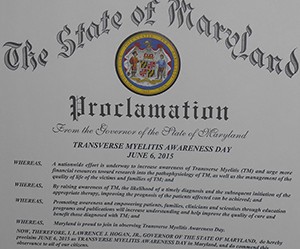 The State of Maryland
Proclamation
From the Governor of the State of Maryland
TRANSVERSE MYELITIS AWARENESS DAY
JUNE 6, 2015
WHEREAS, A nationwide effort is underway to increase awareness of Transverse Myelitis (TM) and urge more
financial resources toward research into the pathophysiology of TM, as well as the management of the
quality of life of the victims and families of TM; and
WHEREAS, By raising awareness of TM, the likelihood of a timely diagnosis and the subsequent initiation of the
appropriate therapy, improving the prognosis of the patients affected can be achieved; and
WHEREAS, Promoting awareness and empowering patients, families, clinicians and scientists through education
programs and publications will increase understanding and help improve the quality of care and
benefit those diagnosed with TM; and
WHEREAS, Maryland is proud to join in observing Transverse Myelitis Awareness Day.
NOW, THEREFORE, I, LAWRENCE J. HOGAN, JR., GOVERNOR OF THE STATE OF MARYLAND, do hereby
proclaim JUNE 6, 2015 as TRANSVERSE MYELITIS AWARENESS DAY in Maryland, and do commend this
observance to all of our citizens.